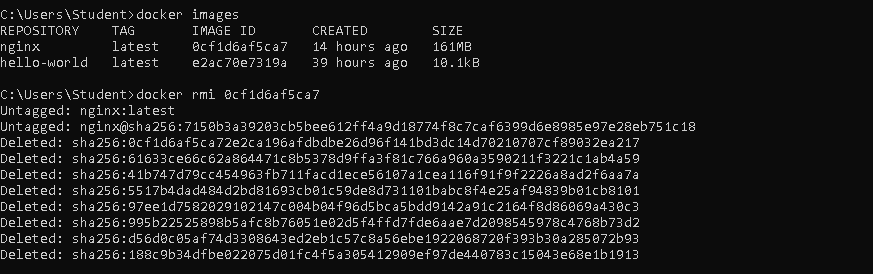 C:\Users\Student>docker images
REPOSITORY    TAG       IMAGE ID       CREATED        SIZE
nginx         latest    0cf1d6af5ca7   14 hours ago   161MB
hello-world   latest    e2ac70e7319a   39 hours ago   10.1kB
C:\Users\Student>docker rmi 0cf1d6af5ca7
Untagged: nginx:latest
Untagged: nginx@sha256:7150b3a39203cb5bee612ff4a9d18774f8c7caf6399d6e8985e97e28eb751c18
Deleted: sha256:0cf1d6af5ca72e2ca196afdbdbe26d96f141bd3dc14d70210707cf89032ea217
Deleted: sha256:61633ce66c62a864471c8b5378d9ffa3f81c766a960a3590211f3221c1ab4a59
Deleted: sha256:41b747d79cc454963fb711facd1ece56107a1cea116f91f9f2226a8ad2f6aa7a
Deleted: sha256:5517b4dad484d2bd81693cb01c59de8d731101babc8f4e25af94839b01cb8101
Deleted: sha256:97ee1d7582029102147c004b04f96d5bca5bdd9142a91c2164f8d86069a430c3
Deleted: sha256:995b22525898b5afc8b76051e02d5f4ffd7fde6aae7d2098545978c4768b73d2
Deleted: sha256:d56d0c05af74d3308643ed2eb1c57c8a56ebe1922068720f393b30a285072b93
Deleted: sha256:188c9b34dfbe022075d01fc4f5a305412909ef97de440783c15043e68e1b1913